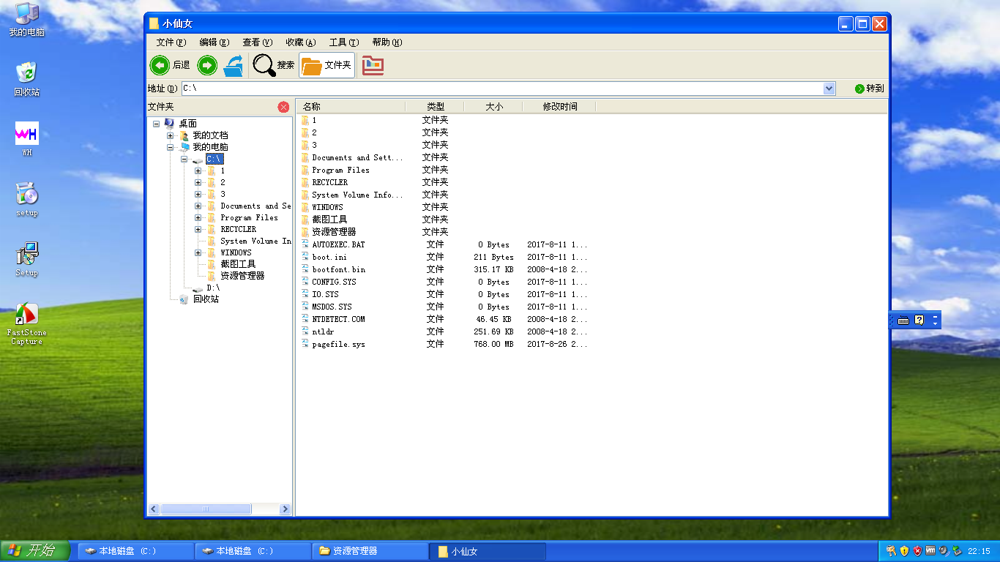 我的电脑
回收站
WH
WH
setup
Setup
FastStone
Capture
小仙女
文件(F) 编辑(E) 查看(V) 收藏(A) 工具(T) 帮助(H)
后退 搜索 文件夹
地址(D) C:\ 转到
文件夹
桌面
我的文档
我的电脑
C:\
1
2
3
Documents and Se
Program Files
RECYCLER
System Volume In
WINDOWS
截图工具
资源管理器
D:\
回收站
名称 类型 大小 修改时间
1 文件夹
2 文件夹
3 文件夹
Documents and Sett... 文件夹
Program Files 文件夹
RECYCLER 文件夹
System Volume Info... 文件夹
WINDOWS 文件夹
截图工具 文件夹
资源管理器 文件夹
AUTOEXEC.BAT 文件 0 Bytes 2017-8-11 1...
boot.ini 文件 211 Bytes 2017-8-11 1...
bootfont.bin 文件 315.17 KB 2008-4-18 2...
CONFIG.SYS 文件 0 Bytes 2017-8-11 1...
IO.SYS 文件 0 Bytes 2017-8-11 1...
MSDOS.SYS 文件 0 Bytes 2017-8-11 1...
NTDETECT.COM 文件 46.45 KB 2008-4-18 2...
ntldr 文件 251.69 KB 2008-4-18 2...
pagefile.sys 文件 768.00 MB 2017-8-26 2...
开始 本地磁盘 (C:) 本地磁盘 (C:) 资源管理器 小仙女 22:15